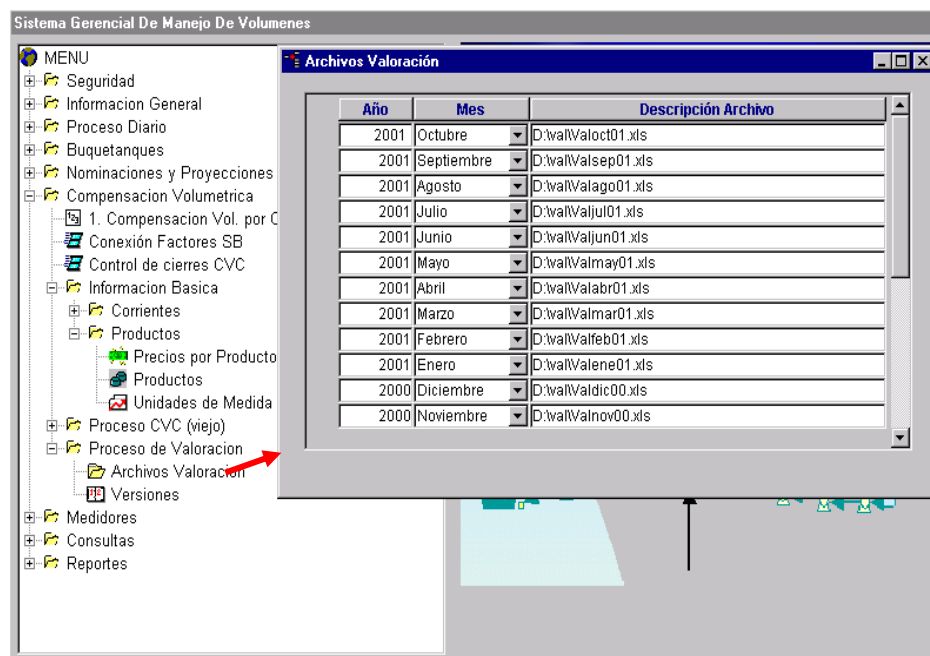 Sistema Gerencial De Manejo De Volumenes
MENU
Seguridad
Informacion General
Proceso Diario
Buquetanques
Nominaciones y Proyecciones
Compensacion Volumetrica
1. Compensacion Vol. por C
Conexión Factores SB
Control de cierres CVC
Informacion Basica
Corrientes
Productos
Precios por Producto
Productos
Unidades de Medida
Proceso CVC (viejo)
Proceso de Valoracion
Archivos Valoracion
Versiones
Medidores
Consultas
Reportes
Archivos Valoración
Año Mes Descripción Archivo
2001 Octubre D:\val\Valoct01.xls
2001 Septiembre D:\val\Valsep01.xls
2001 Agosto D:\val\Valago01.xls
2001 Julio D:\val\Valjul01.xls
2001 Junio D:\val\Valjun01.xls
2001 Mayo D:\val\Valmay01.xls
2001 Abril D:\val\Valabr01.xls
2001 Marzo D:\val\Valmar01.xls
2001 Febrero D:\val\Valfeb01.xls
2001 Enero D:\val\Valene01.xls
2000 Diciembre D:\val\Valdic00.xls
2000 Noviembre D:\val\Valnov00.xls